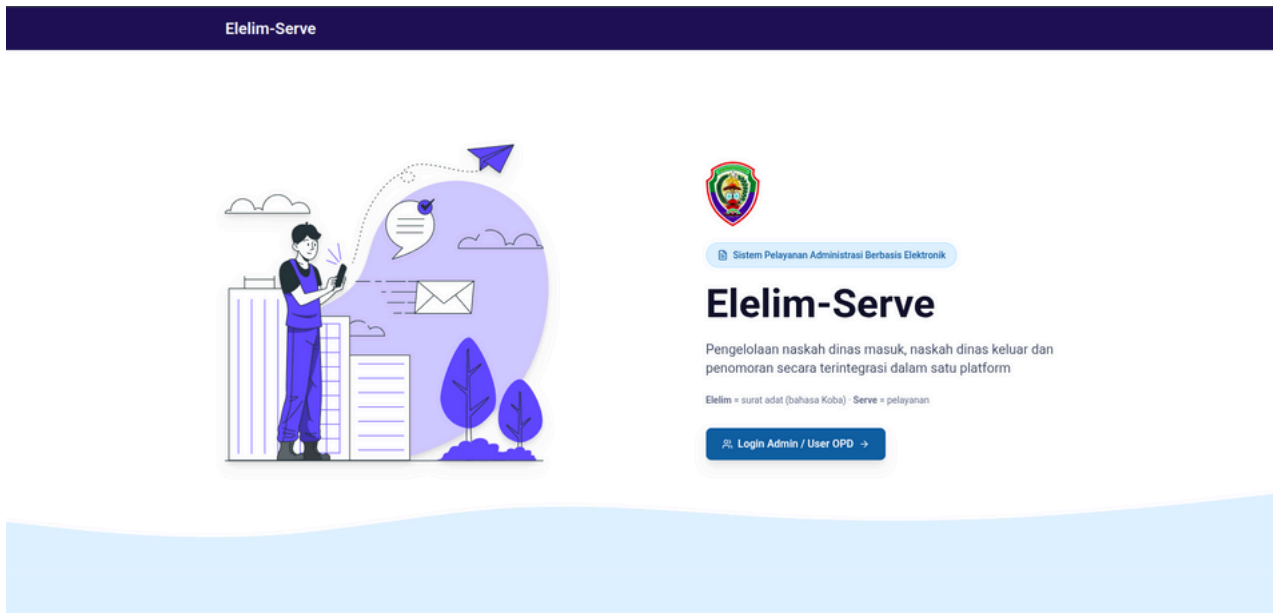 Elelim-Serve
Sistem Pelayanan Administrasi Berbasis Elektronik
Elelim-Serve
Pengelolaan naskah dinas masuk, naskah dinas keluar dan
penomoran secara terintegrasi dalam satu platform
Elelim = surat adat (bahasa Koba) · Serve = pelayanan
Login Admin / User OPD →